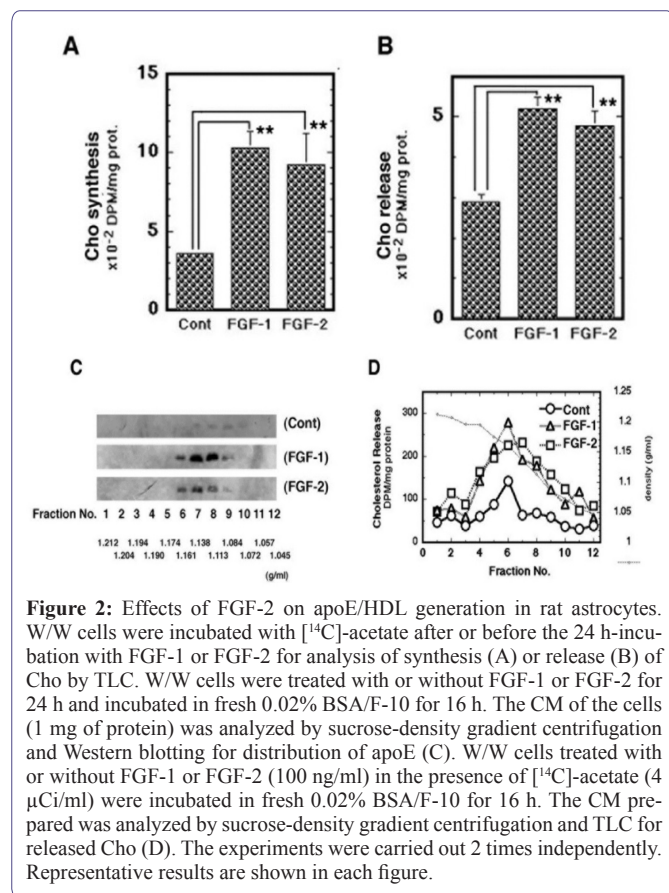 A
B
15
10
5
0
Cho synthesis
x10-2 DPM/mg prot.
**
**
Cont FGF-1 FGF-2
5
0
Cho release
x10-2 DPM/mg prot.
**
**
Cont FGF-1 FGF-2
C
(Cont)
(FGF-1)
(FGF-2)
Fraction No. 1 2 3 4 5 6 7 8 9 10 11 12
1.212 1.194 1.174 1.138 1.084 1.057
1.204 1.190 1.161 1.113 1.072 1.045
(g/ml)
D
Cholesterol Release
DPM/mg protein
300
200
100
0
Cont
FGF-1
FGF-2
1.25
1.2
1.15
1.1
1.05
1
density (g/ml)
0 2 4 6 8 10 12
Fraction No.
Figure 2: Effects of FGF-2 on apoE/HDL generation in rat astrocytes.
W/W cells were incubated with [14C]-acetate after or before the 24 h-incu-
bation with FGF-1 or FGF-2 for analysis of synthesis (A) or release (B) of
Cho by TLC. W/W cells were treated with or without FGF-1 or FGF-2 for
24 h and incubated in fresh 0.02% BSA/F-10 for 16 h. The CM of the cells
(1 mg of protein) was analyzed by sucrose-density gradient centrifugation
and Western blotting for distribution of apoE (C). W/W cells treated with
or without FGF-1 or FGF-2 (100 ng/ml) in the presence of [14C]-acetate (4
μCi/ml) were incubated in fresh 0.02% BSA/F-10 for 16 h. The CM pre-
pared was analyzed by sucrose-density gradient centrifugation and TLC for
released Cho (D). The experiments were carried out 2 times independently.
Representative results are shown in each figure.